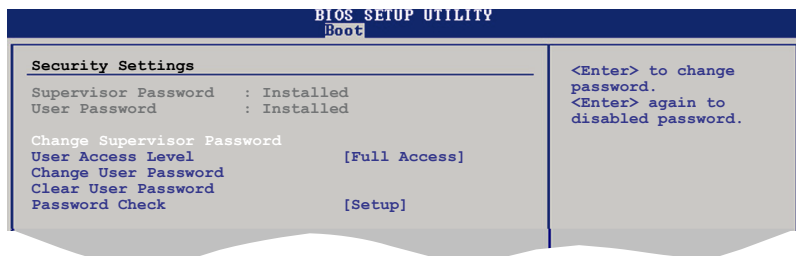 BIOS SETUP UTILITY
Boot
Security Settings
Supervisor Password : Installed
User Password : Installed
Change Supervisor Password
User Access Level [Full Access]
Change User Password
Clear User Password
Password Check [Setup]
<Enter> to change
password.
<Enter> again to
disabled password.